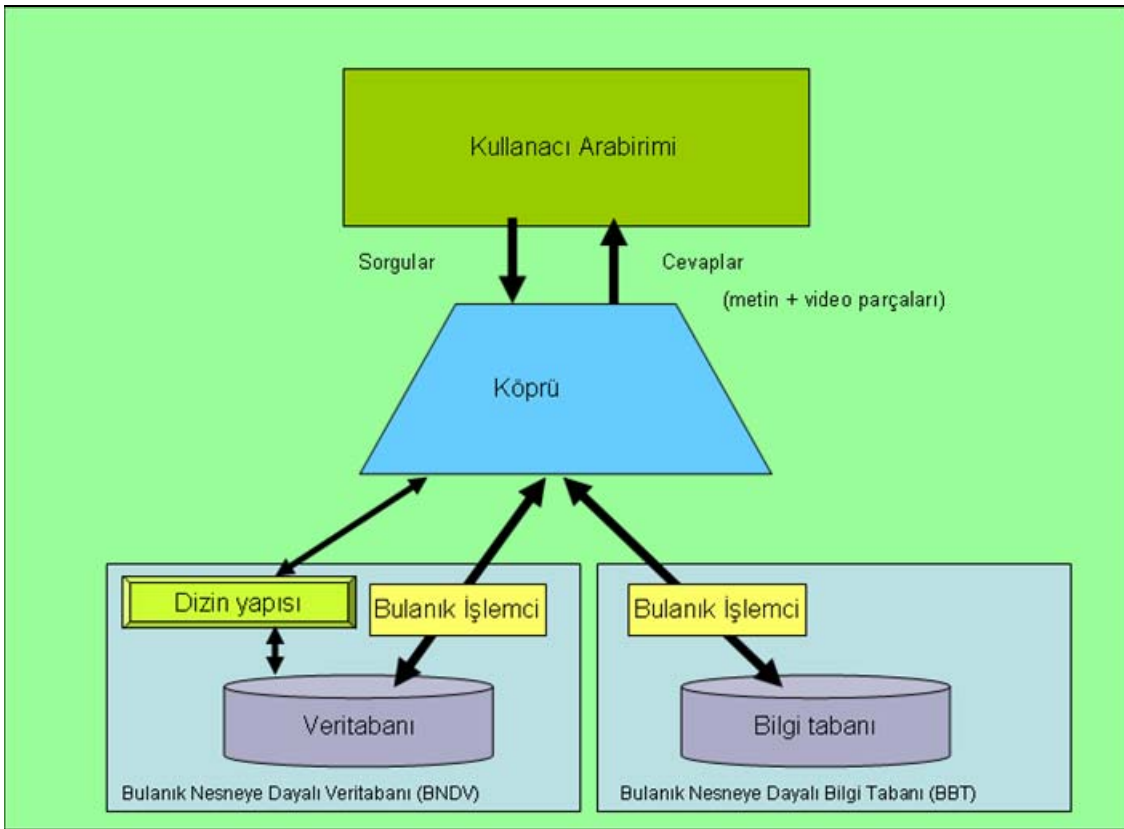 Kullanacı Arabirimi
Sorgular
Cevaplar
(metin + video parçaları)
Köprü
Dizin yapısı
Bulanık İşlemci
Bulanık İşlemci
Veritabanı
Bilgi tabanı
Bulanık Nesneye Dayalı Veritabanı (BNDV)
Bulanık Nesneye Dayalı Bilgi Tabanı (BBT)